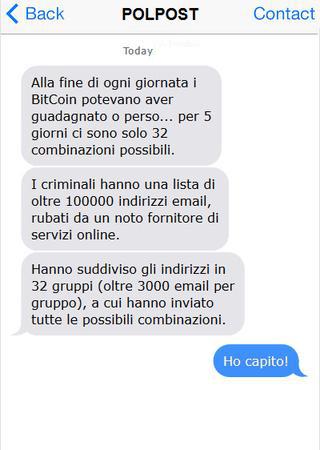 Back POLPOST Contact
Today
Alla fine di ogni giornata i
BitCoin potevano aver
guadagnato o perso... per 5
giorni ci sono solo 32
combinazioni possibili.
I criminali hanno una lista di
oltre 100000 indirizzi email,
rubati da un noto fornitore di
servizi online.
Hanno suddiviso gli indirizzi in
32 gruppi (oltre 3000 email per
gruppo), a cui hanno inviato
tutte le possibili combinazioni.
Ho capito!